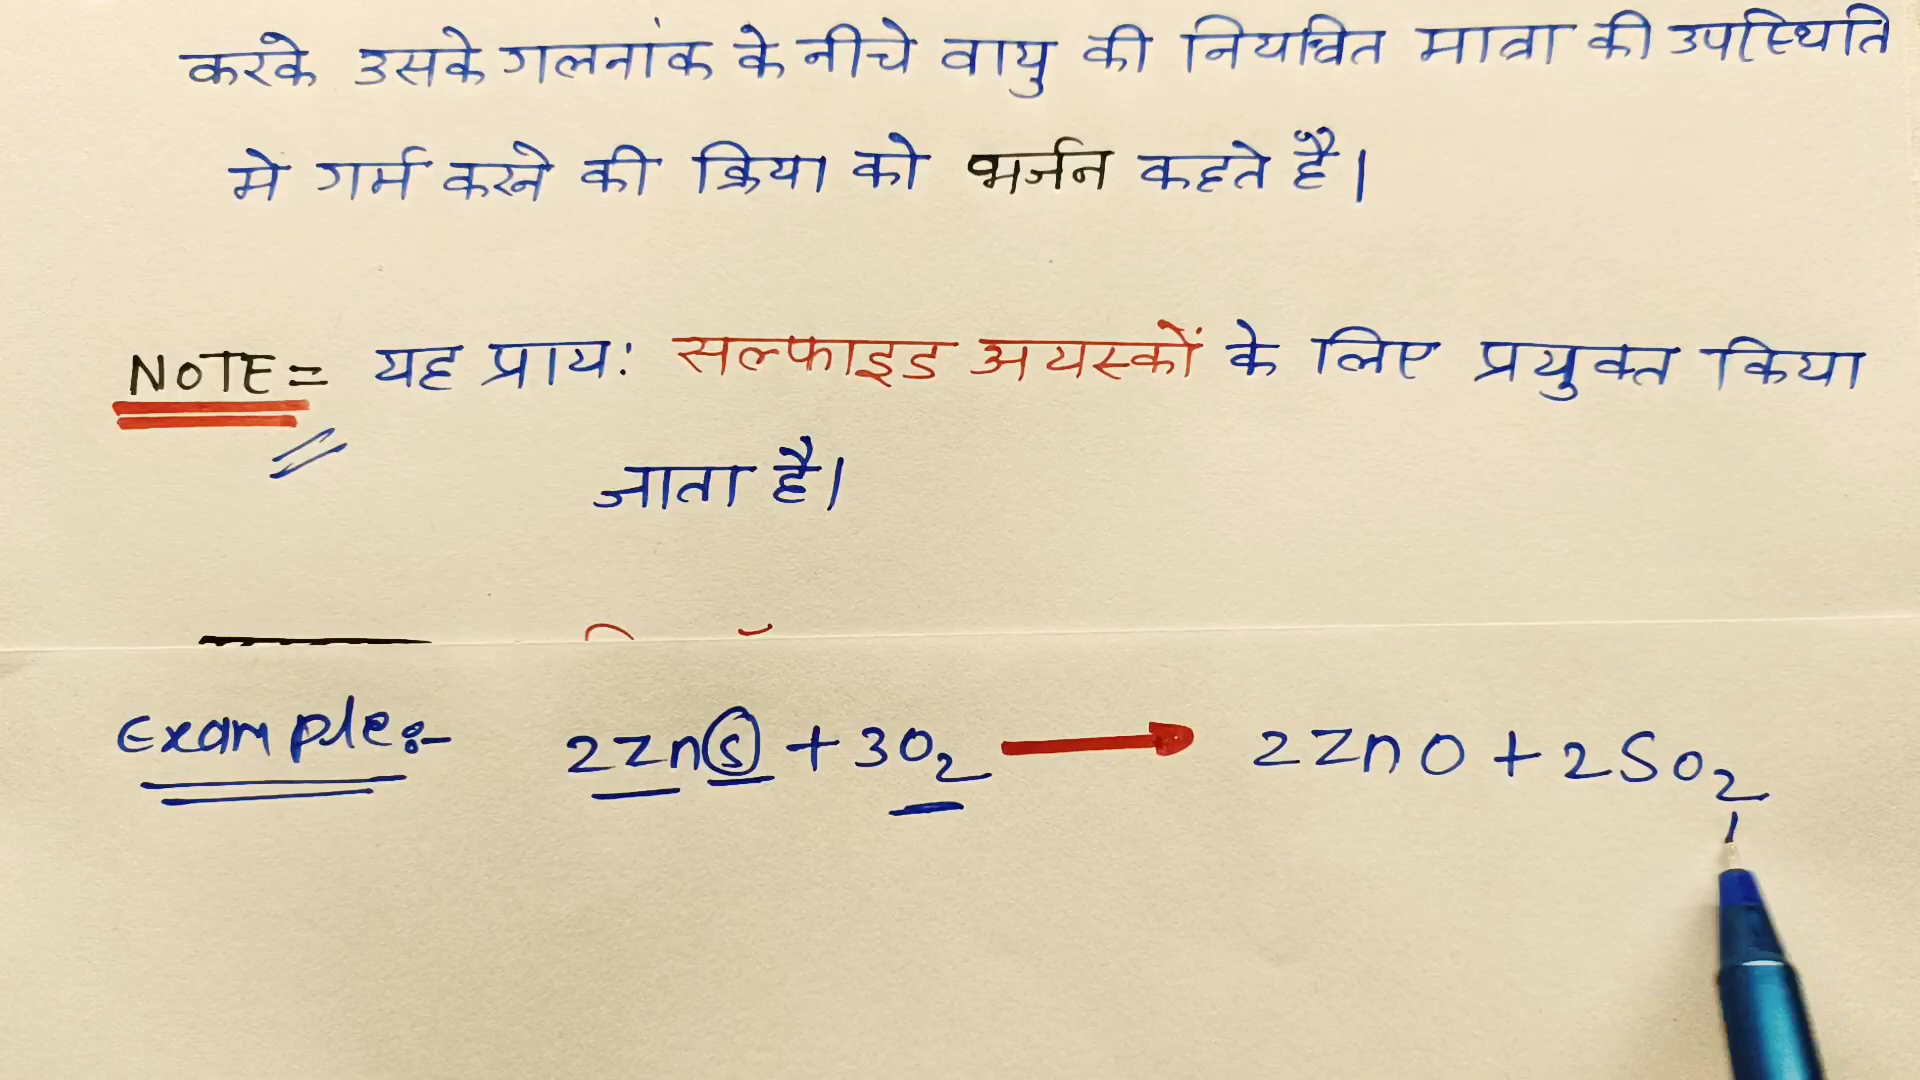 करके उसके गलनांक के नीचे वायु की नियन्त्रित मात्रा की उपस्थिति
मे गर्म करने की क्रिया को भर्जन कहते है।
NOTE = यह प्राय: सल्फाइड अयस्कों के लिए प्रयुक्त किया
जाता है।
Example:- 2ZnS + 3O₂ → 2ZnO + 2SO₂